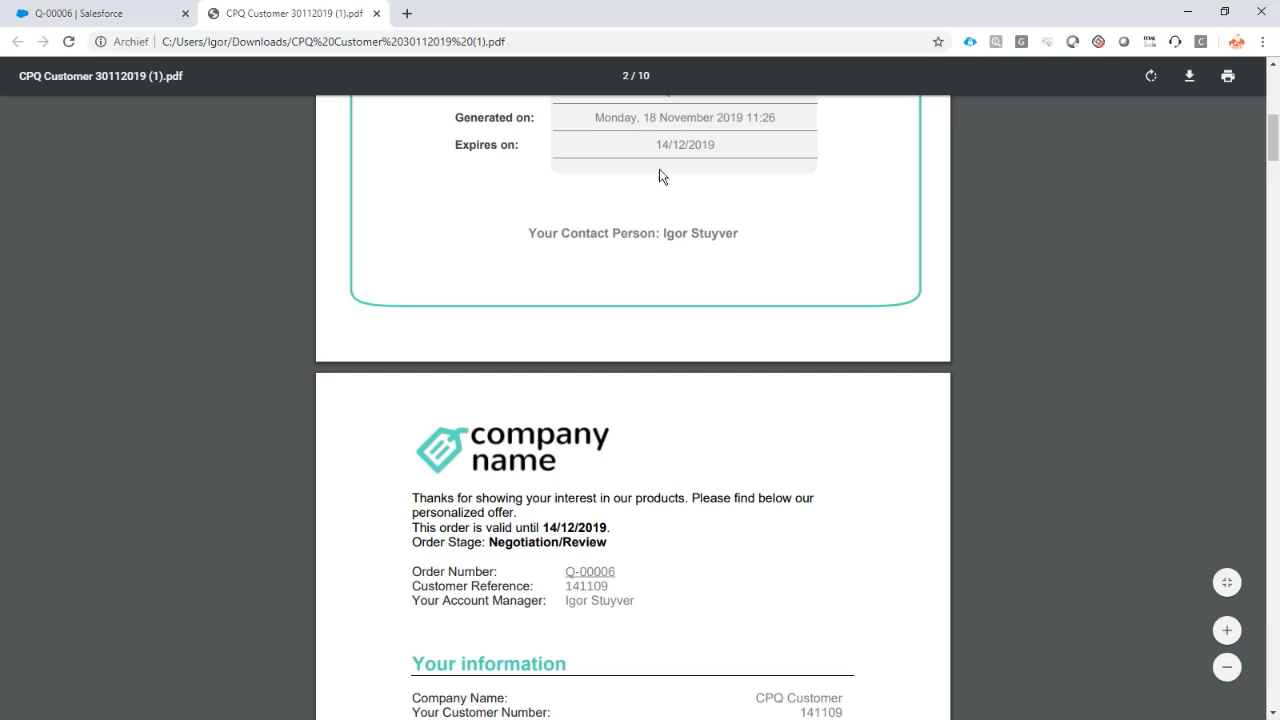 Q-00006 | Salesforce
CPQ Customer 30112019 (1).pdf
Archief
C:/Users/Igor/Downloads/CPQ%20Customer%2030112019%20(1).pdf
CPQ Customer 30112019 (1).pdf
2 / 10
Generated on: Monday, 18 November 2019 11:26
Expires on: 14/12/2019
Your Contact Person: Igor Stuyver
company
name
Thanks for showing your interest in our products. Please find below our
personalized offer.
This order is valid until 14/12/2019.
Order Stage: Negotiation/Review
Order Number: Q-00006
Customer Reference: 141109
Your Account Manager: Igor Stuyver
Your information
Company Name: CPQ Customer
Your Customer Number: 141109